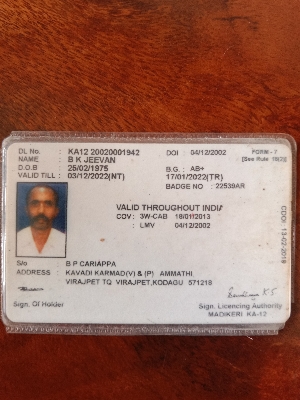 DL No. : KA12 20020001942 DOI : 04/12/2002 FORM - 7
NAME : B K JEEVAN [See Rule 16(2)]
D.O.B : 25/02/1975 B.G. : AB+
VALID TILL : 03/12/2022(NT) 17/01/2022(TR)
BADGE NO : 22539AR
VALID THROUGHOUT INDIA
COV: 3W-CAB 18/01/2013
: LMV 04/12/2002
CDOI : 13-02-2019
S/o : B P CARIAPPA
ADDRESS : KAVADI KARMAD(V) & (P) AMMATHI
VIRAJPET TQ VIRAJPET,KODAGU 571218
Sign. Of Holder
Sign. Licencing Authority
MADIKERI KA-12